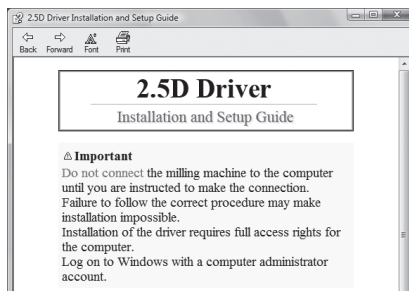 2.5D Driver Installation and Setup Guide
Back Forward Font Print
2.5D Driver
Installation and Setup Guide
Important
Do not connect the milling machine to the computer
until you are instructed to make the connection.
Failure to follow the correct procedure may make
installation impossible.
Installation of the driver requires full access rights for
the computer.
Log on to Windows with a computer administrator
account.